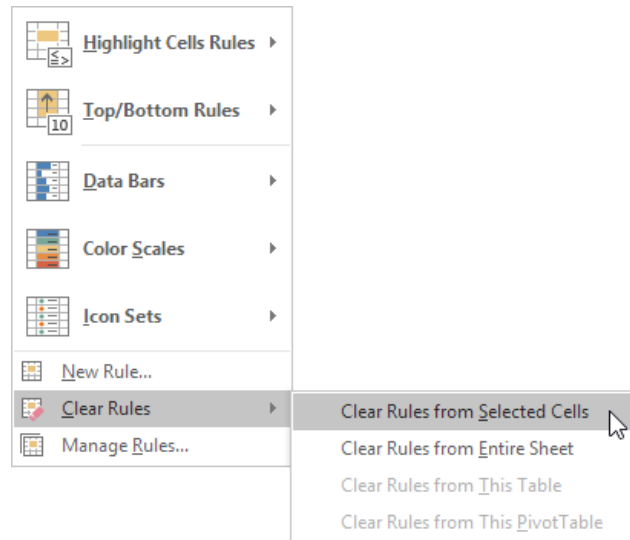 Highlight Cells Rules
≤>
Top/Bottom Rules
10
Data Bars
Color Scales
Icon Sets
New Rule...
Clear Rules
Manage Rules...
Clear Rules from Selected Cells
Clear Rules from Entire Sheet
Clear Rules from This Table
Clear Rules from This PivotTable